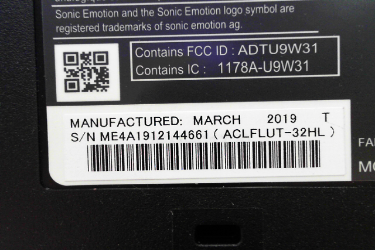 Sonic Emotion and the Sonic Emotion logo symbol are
registered trademarks of sonic emotion ag.
Contains FCC ID : ADTU9W31
Contains IC : 1178A-U9W31
MANUFACTURED: MARCH 2019 T
S/N ME4A1912144661 ( ACLFLUT-32HL )